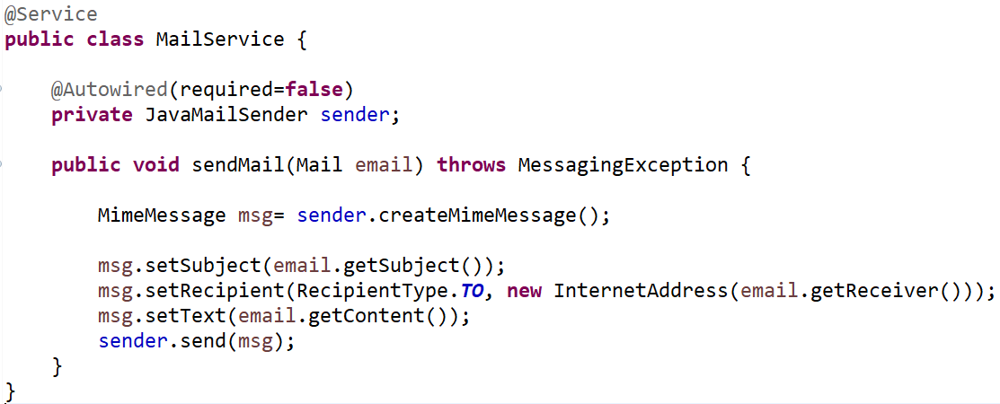 @Service
public class MailService {
@Autowired(required=false)
private JavaMailSender sender;
public void sendMail(Mail email) throws MessagingException {
MimeMessage msg= sender.createMimeMessage();
msg.setSubject(email.getSubject());
msg.setRecipient(RecipientType.TO, new InternetAddress(email.getReceiver()));
msg.setText(email.getContent());
sender.send(msg);
}
}